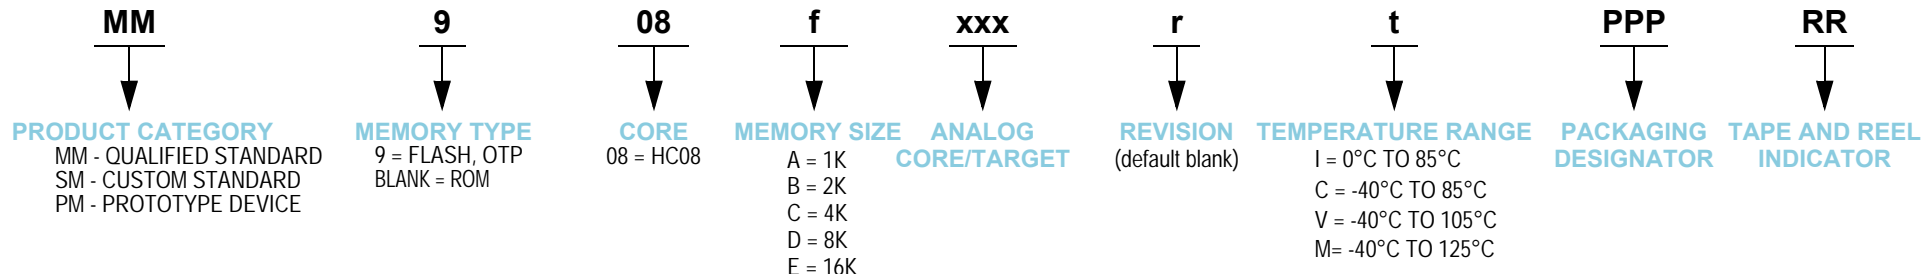 MM 9 08 f xxx r t PPP RR
PRODUCT CATEGORY
MM - QUALIFIED STANDARD
SM - CUSTOM STANDARD
PM - PROTOTYPE DEVICE
MEMORY TYPE
9 = FLASH, OTP
BLANK = ROM
CORE
08 = HC08
MEMORY SIZE
A = 1K
B = 2K
C = 4K
D = 8K
E = 16K
ANALOG
CORE/TARGET
REVISION
(default blank)
TEMPERATURE RANGE
I = 0°C TO 85°C
C = -40°C TO 85°C
V = -40°C TO 105°C
M= -40°C TO 125°C
PACKAGING
DESIGNATOR
TAPE AND REEL
INDICATOR